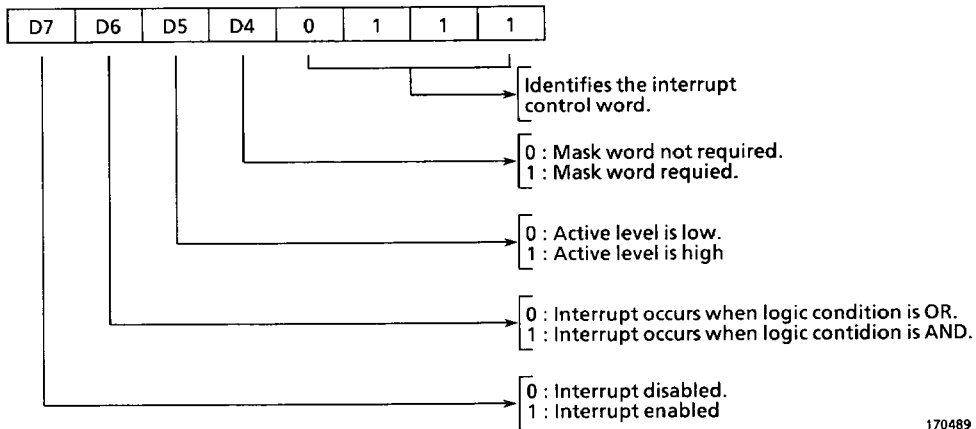 D7 D6 D5 D4 0 1 1 1
Identifies the interrupt
control word.
0 : Mask word not required.
1 : Mask word requied.
0 : Active level is low.
1 : Active level is high
0 : Interrupt occurs when logic condition is OR.
1 : Interrupt occurs when logic contidion is AND.
0 : Interrupt disabled.
1 : Interrupt enabled
170489